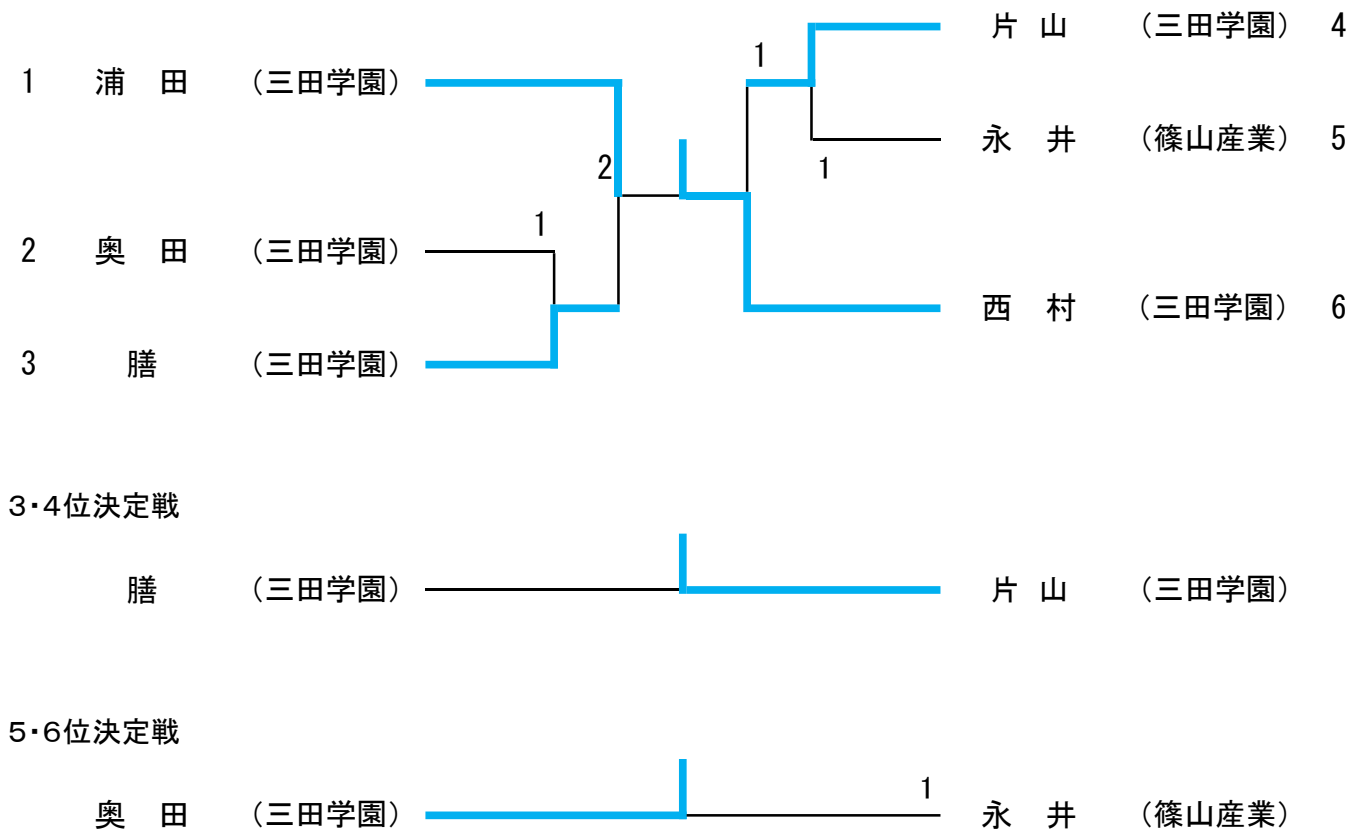 片 山 （三田学園） 4
1
1 浦 田 （三田学園）
永 井 （篠山産業） 5
2
1
1
2 奥 田 （三田学園）
西 村 （三田学園） 6
3 膳 （三田学園）
3・4位決定戦
膳 （三田学園） 片 山 （三田学園）
5・6位決定戦
1
奥 田 （三田学園） 永 井 （篠山産業）